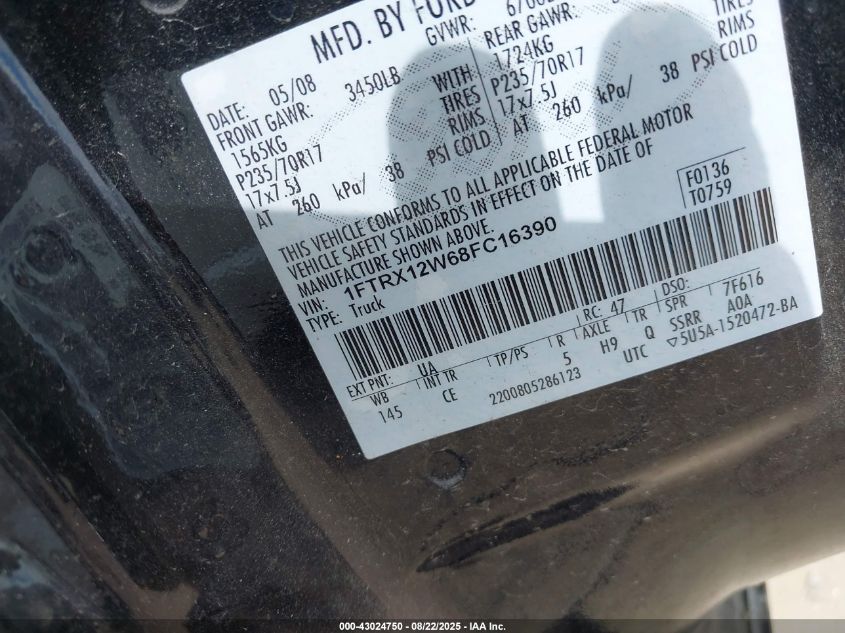 MFD. BY FORD
DATE: 05/08 GVWR:
FRONT GAWR: 3450LB REAR GAWR:
1565KG WITH 1724KG TIRES
P235/70R17 TIRES P235/70R17 RIMS
17x7.5J RIMS 17x7.5J
AT 260 kPa/ 38 PSI COLD AT 260 kPa/ 38 PSI COLD
THIS VEHICLE CONFORMS TO ALL APPLICABLE FEDERAL MOTOR
VEHICLE SAFETY STANDARDS IN EFFECT ON THE DATE OF
MANUFACTURE SHOWN ABOVE.
F0136
T0759
VIN: 1FTRX12W68FC16390
TYPE: Truck
EXT PNT: UA RC: 47 DSO:
WB INT TR TP/PS R AXLE TR SPR 7F616
145 CE 5 H9 Q SSRR A0A
2200805286123 UTC ▽5U5A-1520472-BA
000-43024750 - 08/22/2025 - IAA Inc.